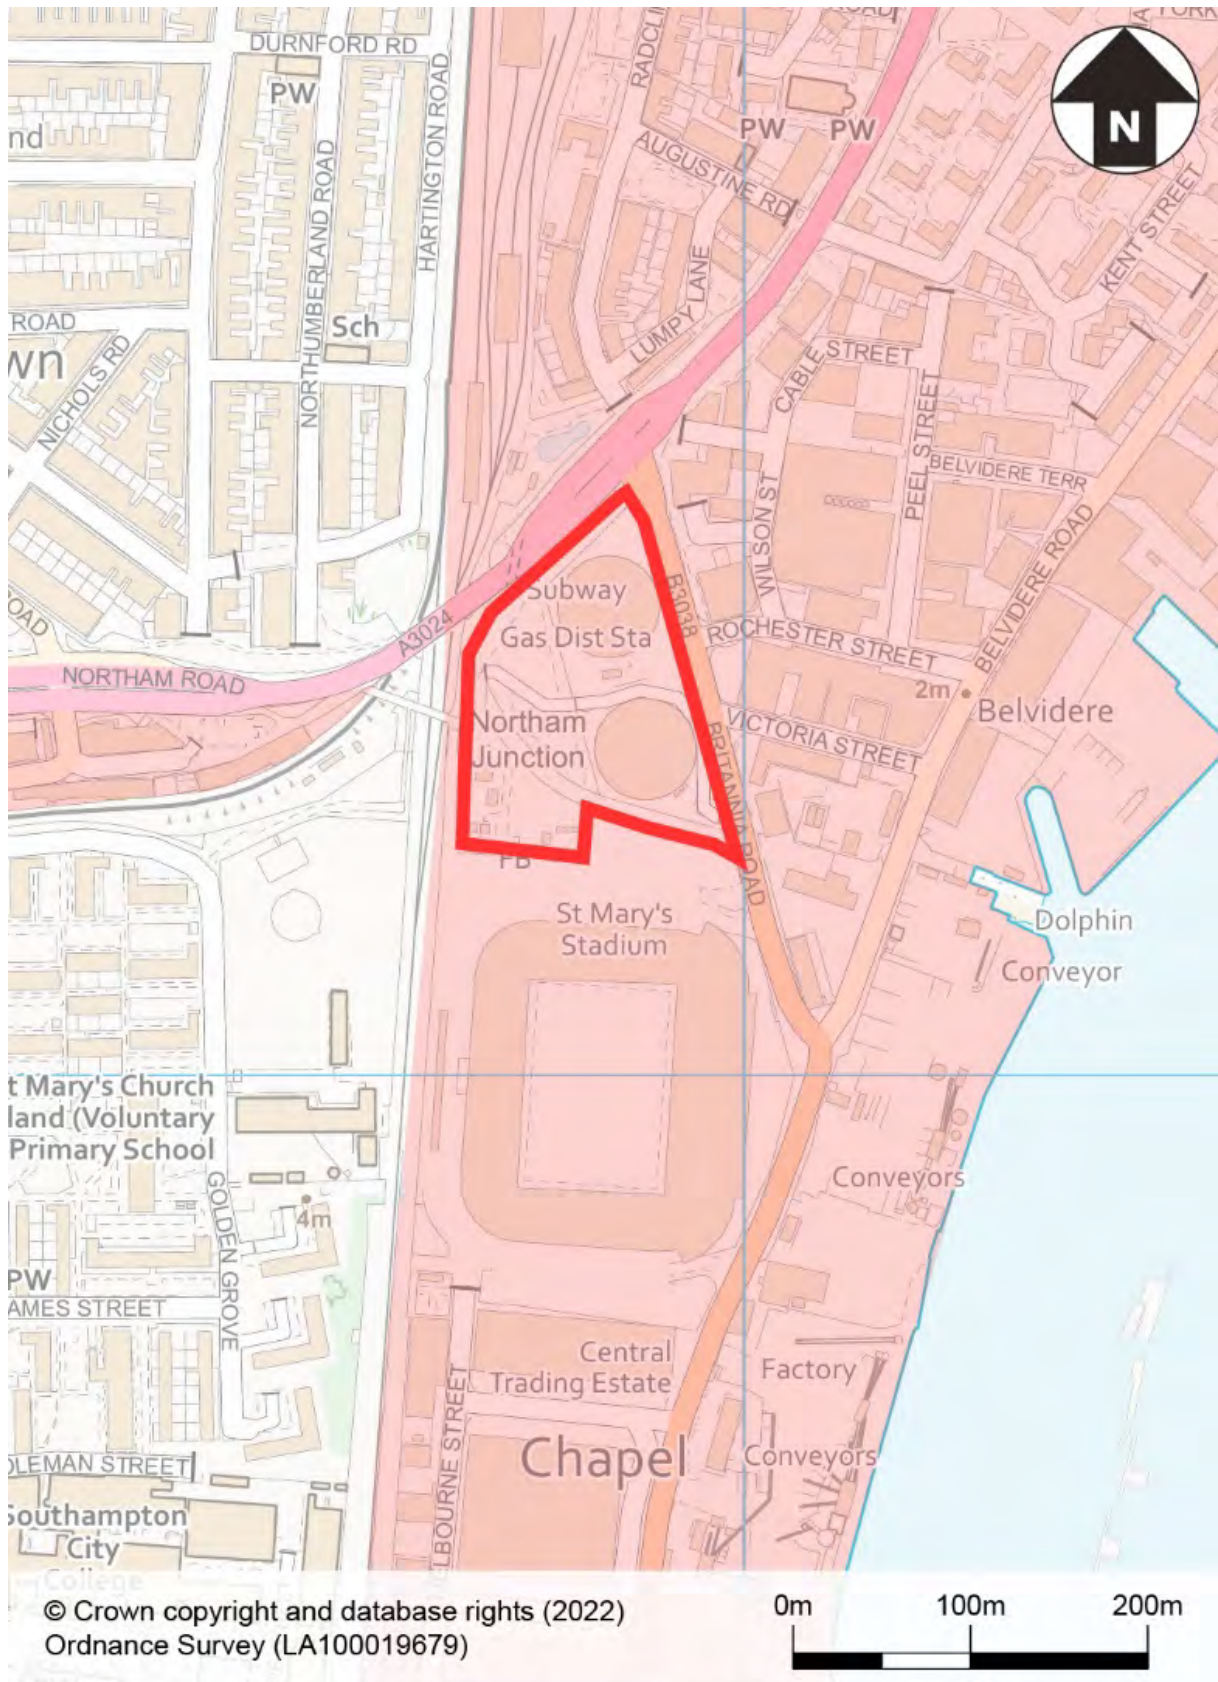 DURNFORD RD
PW
nd
NORTHUMBERLAND ROAD
HARTINGTON ROAD
ROAD
wn
NICHOLS RD
Sch
AUGUSTINE RD
PW
PW
LUMPY LANE
N
KENT STREET
CABLE STREET
PEEL STREET
BELVIDERE TERR
WILSON ST
BELVIDERE ROAD
OAD
NORTHAM ROAD
A3024
Subway
Gas Dist Sta
B3038
ROCHESTER STREET
2m
Belvidere
Northam
Junction
VICTORIA STREET
BRITANNIA ROAD
FB
St Mary's
Stadium
Dolphin
Conveyor
t Mary's Church
land (Voluntary
Primary School
4m
GOLDEN GROVE
Conveyors
PW
AMES STREET
Central
Trading Estate
Factory
Chapel
Conveyors
LBOURNE STREET
OLEMAN STREET
Southampton
City
College
© Crown copyright and database rights (2022)
Ordnance Survey (LA100019679)
0m
100m
200m